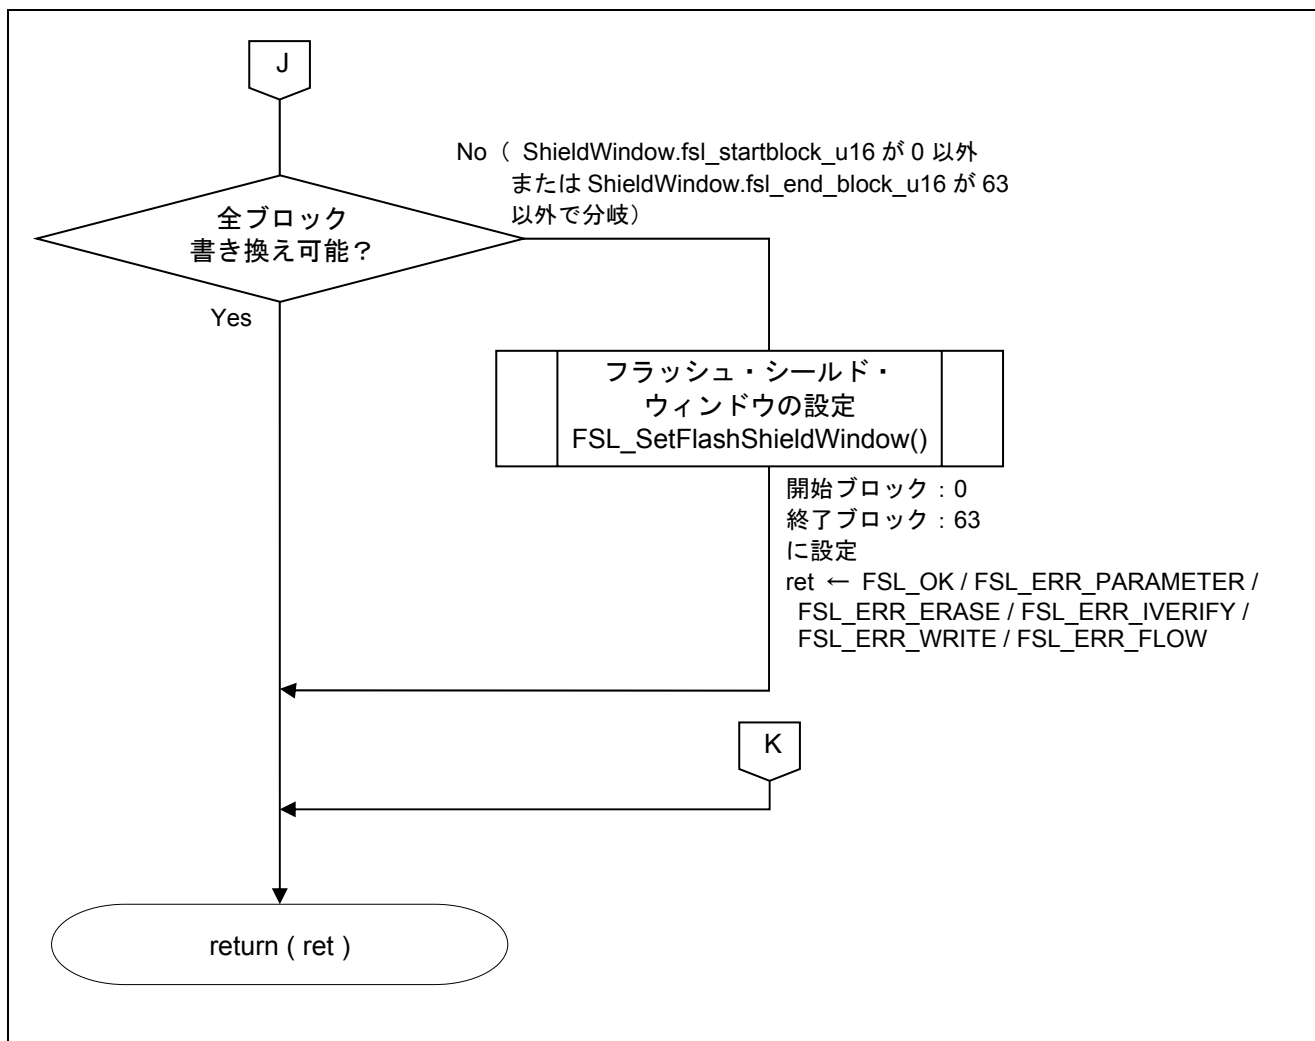 J
No（ ShieldWindow.fsl_startblock_u16 が 0 以外
または ShieldWindow.fsl_end_block_u16 が 63
以外で分岐）
全ブロック
書き換え可能？
Yes
フラッシュ・シールド・
ウィンドウの設定
FSL_SetFlashShieldWindow()
開始ブロック：0
終了ブロック：63
に設定
ret ← FSL_OK / FSL_ERR_PARAMETER /
FSL_ERR_ERASE / FSL_ERR_IVERIFY /
FSL_ERR_WRITE / FSL_ERR_FLOW
K
return ( ret )